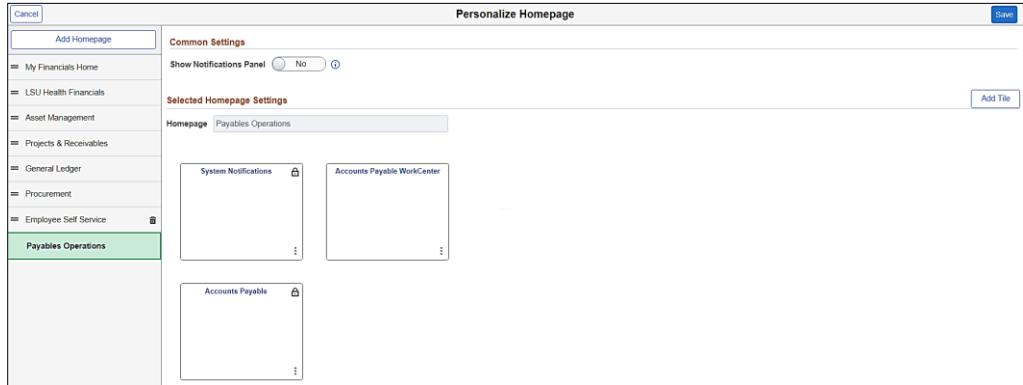 Cancel
Personalize Homepage
Save
Add Homepage
My Financials Home
LSU Health Financials
Asset Management
Projects & Receivables
General Ledger
Procurement
Employee Self Service
Payables Operations
Common Settings
Show Notifications Panel No
Selected Homepage Settings
Add Tile
Homepage Payables Operations
System Notifications
Accounts Payable WorkCenter
Accounts Payable